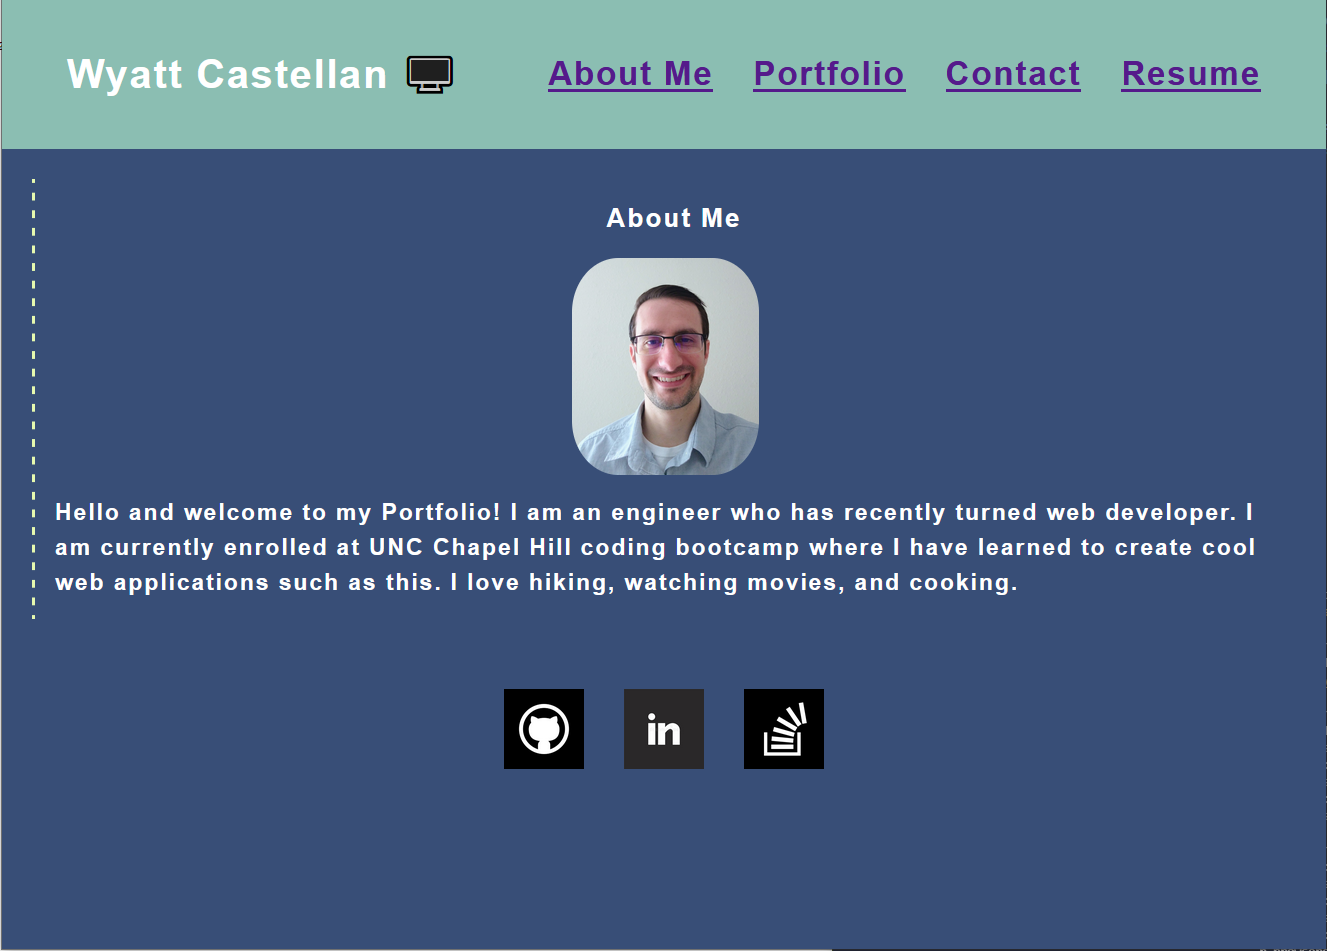 Wyatt Castellan
About Me Portfolio Contact Resume
About Me
Hello and welcome to my Portfolio! I am an engineer who has recently turned web developer. I
am currently enrolled at UNC Chapel Hill coding bootcamp where I have learned to create cool
web applications such as this. I love hiking, watching movies, and cooking.
in